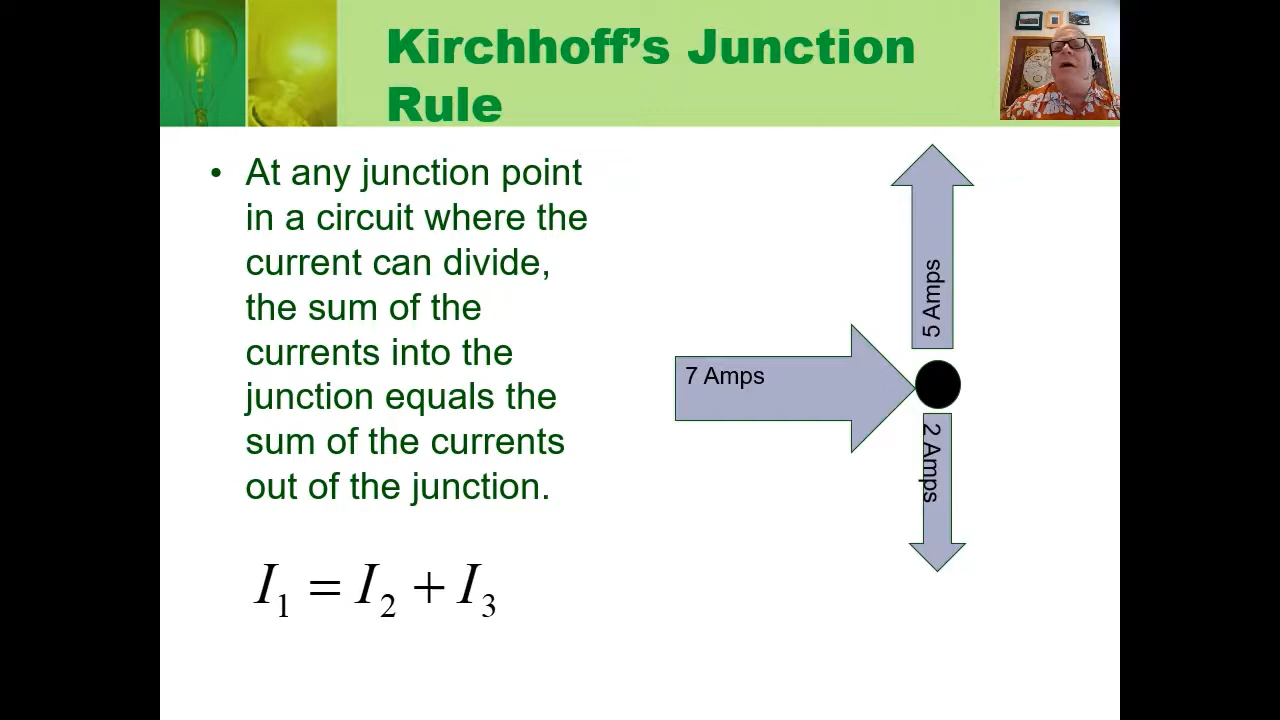 Kirchhoff's Junction
Rule
• At any junction point
in a circuit where the
current can divide,
the sum of the
currents into the
junction equals the
sum of the currents
out of the junction.
I₁ = I₂ + I₃
5 Amps
7 Amps
2 Amps